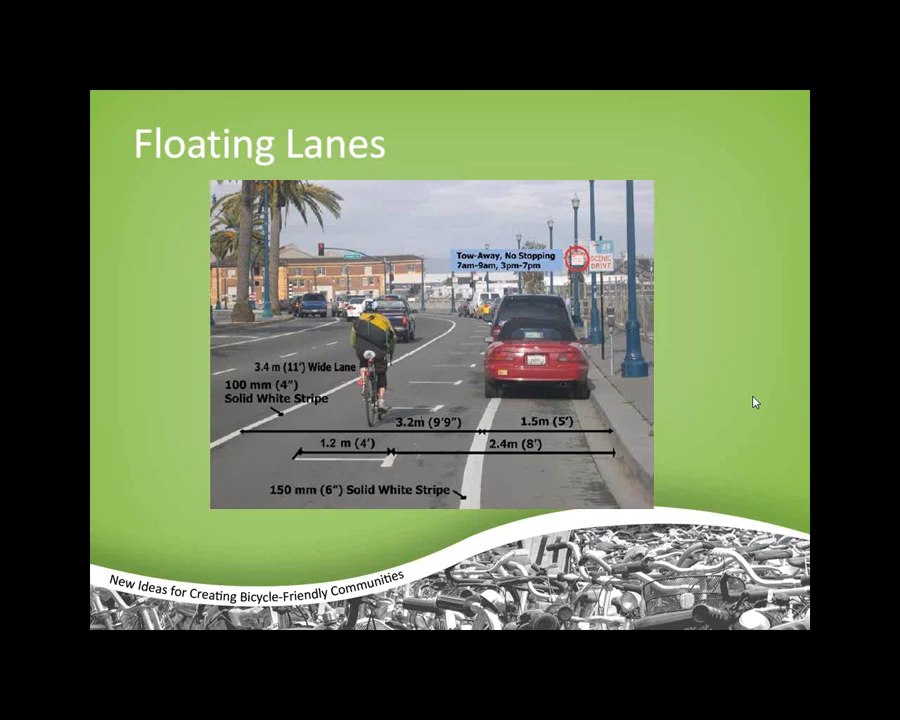 Floating Lanes
Tow-Away, No Stopping
7am-9am, 3pm-7pm
SCENIC
DRIVE
3.4 m (11') Wide Lane
100 mm (4")
Solid White Stripe
3.2m (9'9")
1.5m (5')
1.2 m (4')
2.4m (8')
150 mm (6") Solid White Stripe
New Ideas for Creating Bicycle-Friendly Communities